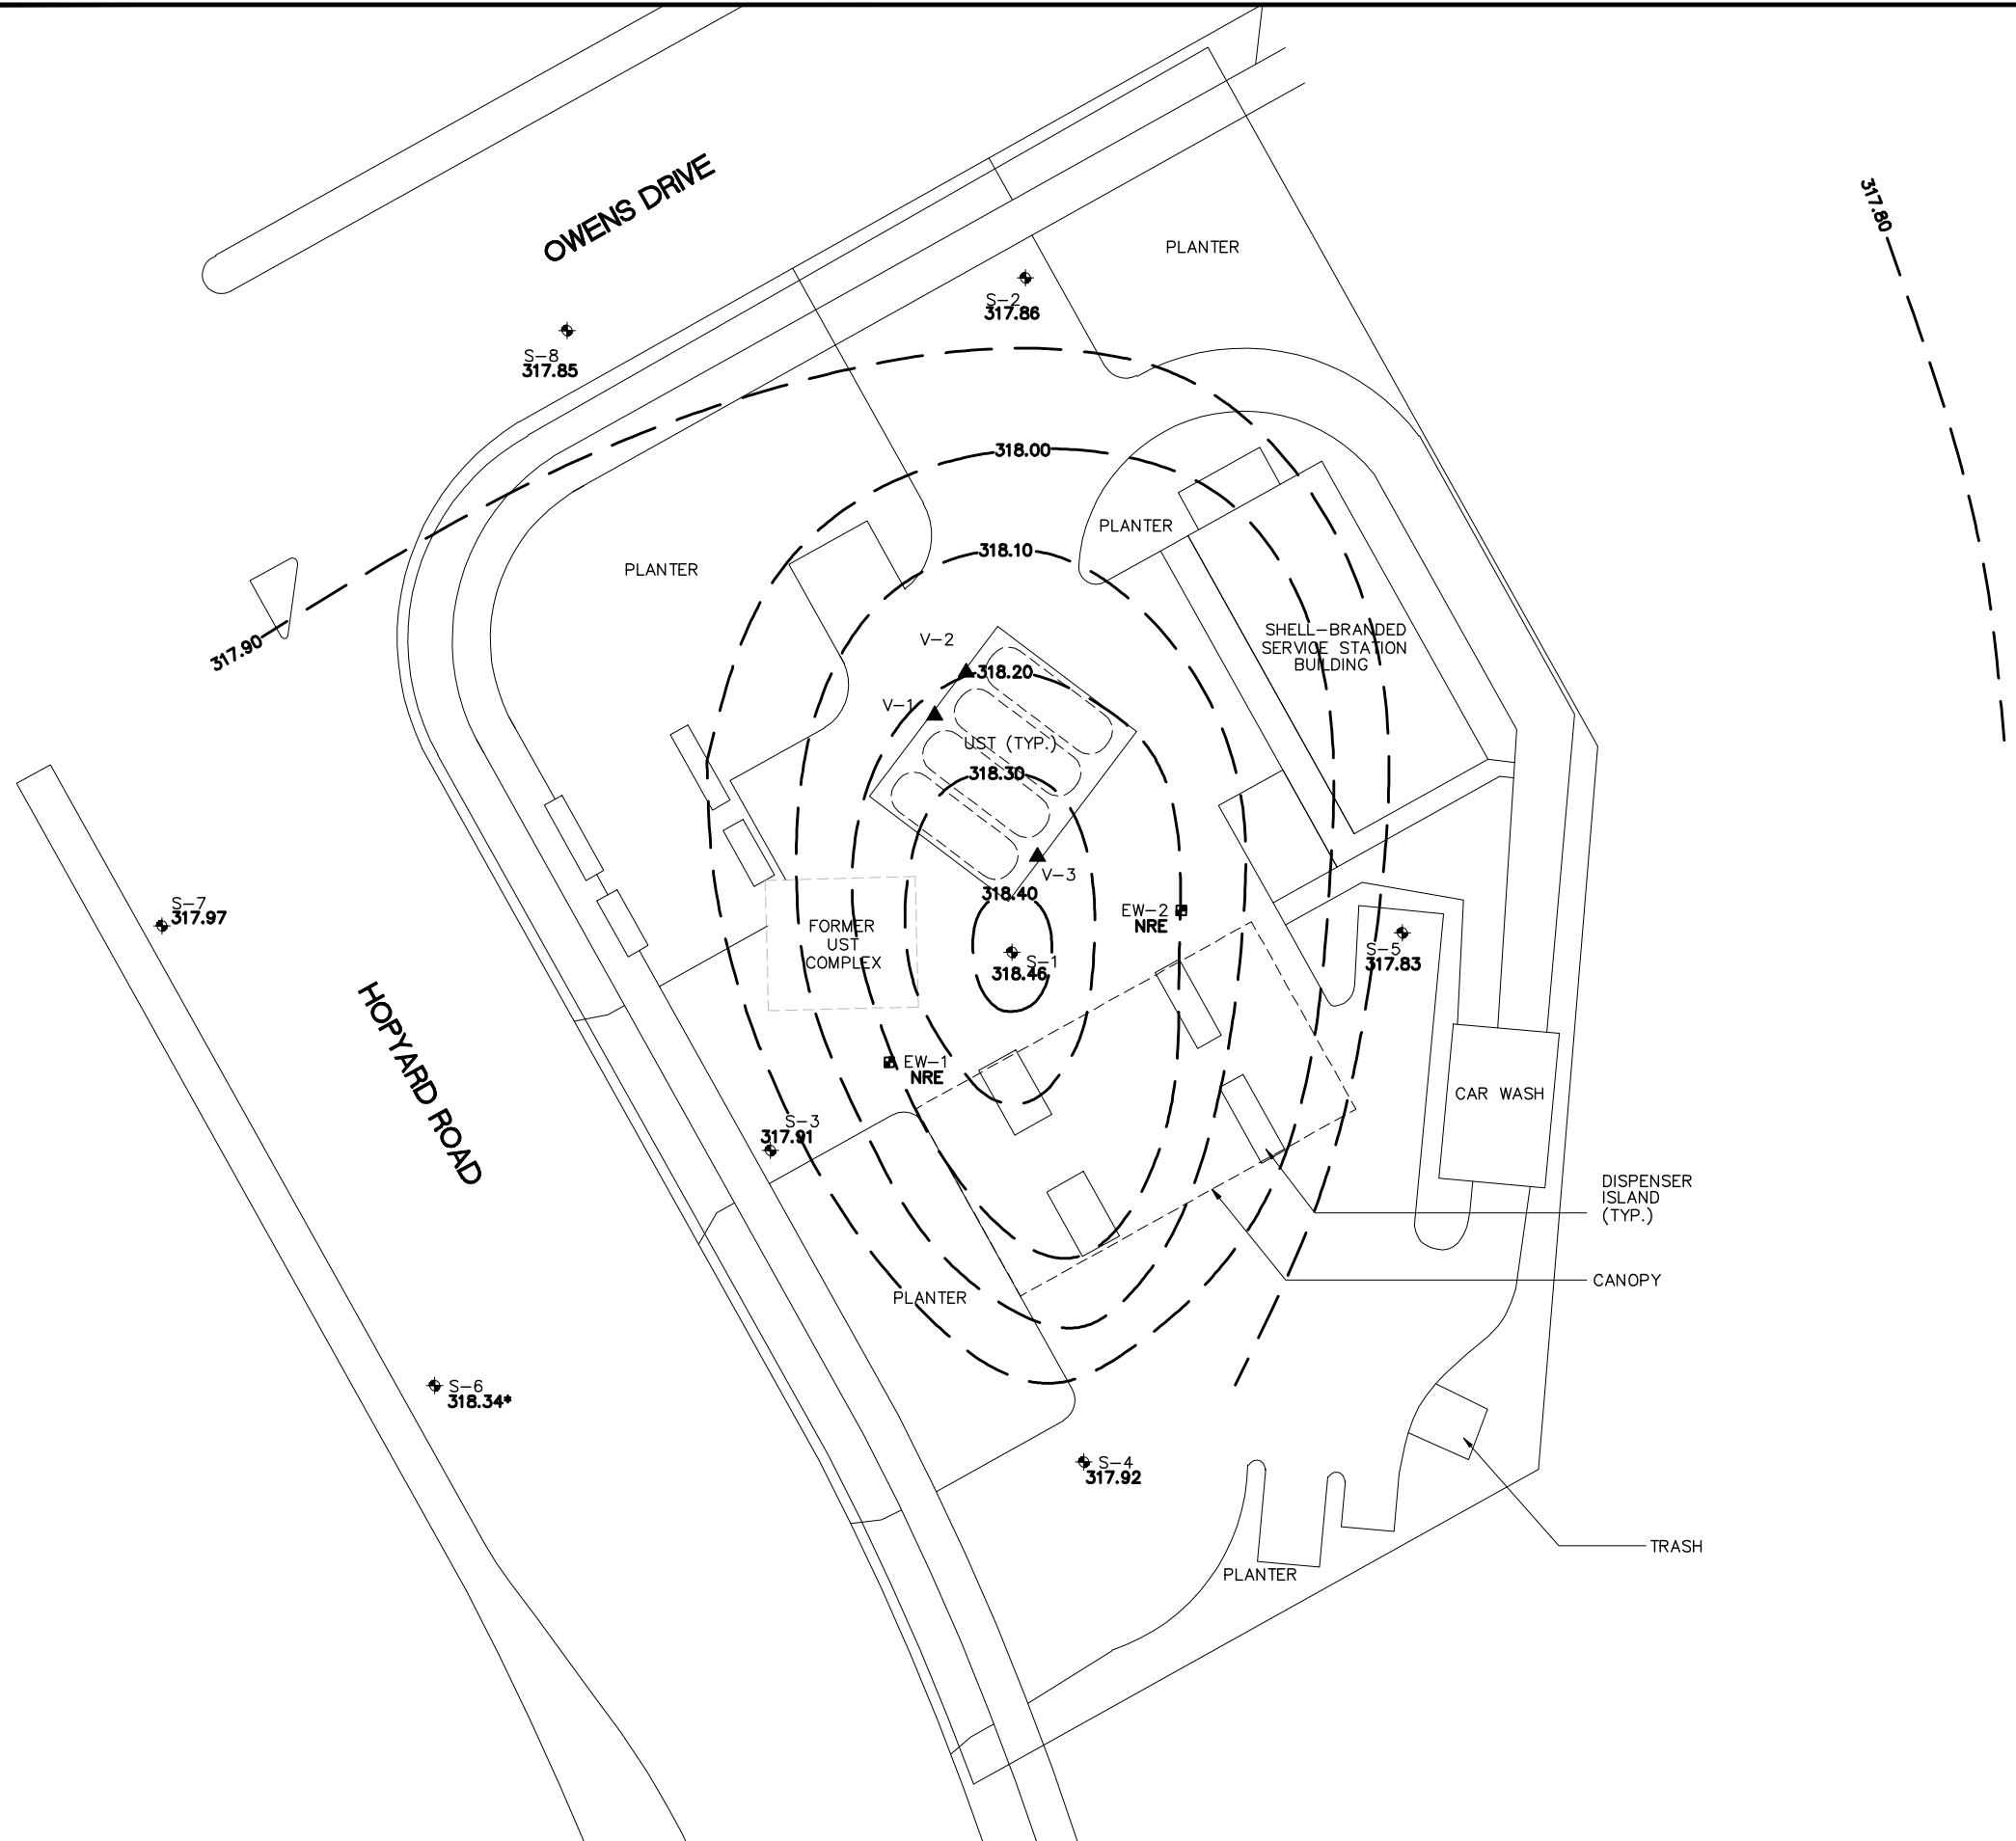 OWENS DRIVE
317.80
PLANTER
S-2
317.86
S-8
317.85
318.00
PLANTER
318.10
PLANTER
317.90
SHELL-BRANDED
SERVICE STATION
BUILDING
V-2
318.20
V-1
UST (TYP.)
318.30
V-3
318.40
S-7
317.97
FORMER
UST
COMPLEX
EW-2
NRE
S-5
317.83
S-1
318.46
HOPYARD ROAD
EW-1
NRE
CAR WASH
S-3
317.91
DISPENSER
ISLAND
(TYP.)
CANOPY
PLANTER
S-6
318.34*
S-4
317.92
TRASH
PLANTER